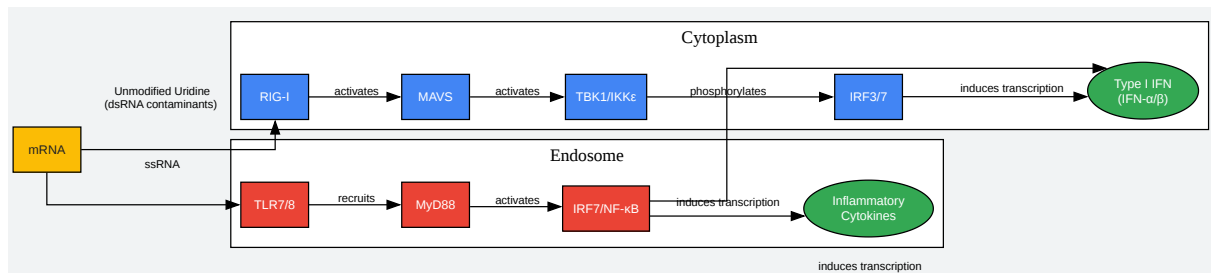 Cytoplasm
Unmodified Uridine
(dsRNA contaminants)
RIG-I
activates
MAVS
activates
TBK1/IKKε
phosphorylates
IRF3/7
induces transcription
Type I IFN
(IFN-α/β)
mRNA
ssRNA
Endosome
TLR7/8
recruits
MyD88
activates
IRF7/NF-κB
induces transcription
Inflammatory
Cytokines
induces transcription